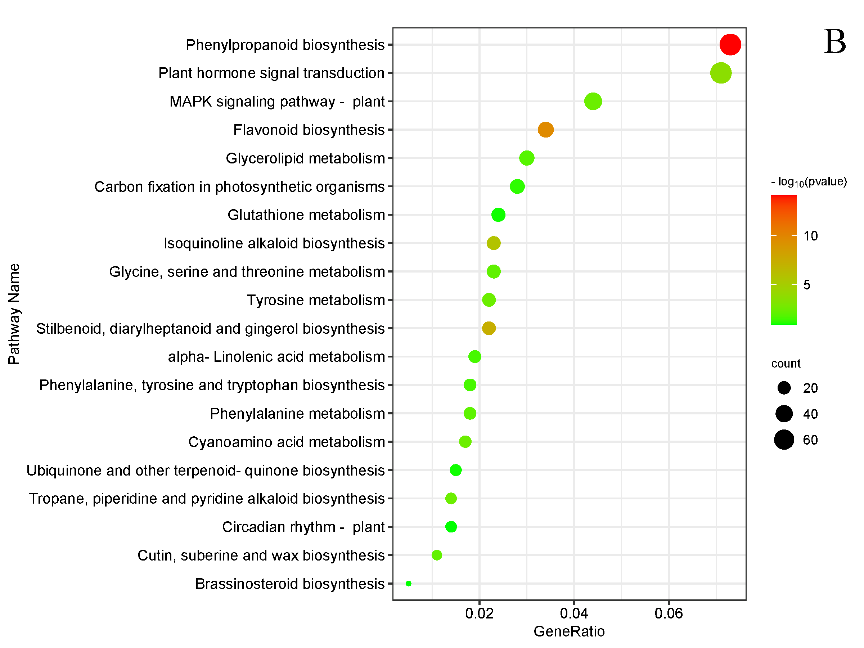 B
Phenylpropanoid biosynthesis
Plant hormone signal transduction
MAPK signaling pathway - plant
Flavonoid biosynthesis
Glycerolipid metabolism
Carbon fixation in photosynthetic organisms
Glutathione metabolism
Isoquinoline alkaloid biosynthesis
Glycine, serine and threonine metabolism
Tyrosine metabolism
Stilbenoid, diarylheptanoid and gingerol biosynthesis
alpha- Linolenic acid metabolism
Phenylalanine, tyrosine and tryptophan biosynthesis
Phenylalanine metabolism
Cyanoamino acid metabolism
Ubiquinone and other terpenoid- quinone biosynthesis
Tropane, piperidine and pyridine alkaloid biosynthesis
Circadian rhythm - plant
Cutin, suberine and wax biosynthesis
Brassinosteroid biosynthesis
Pathway Name
0.02 0.04 0.06
GeneRatio
- log10(pvalue)
10
5
count
20
40
60